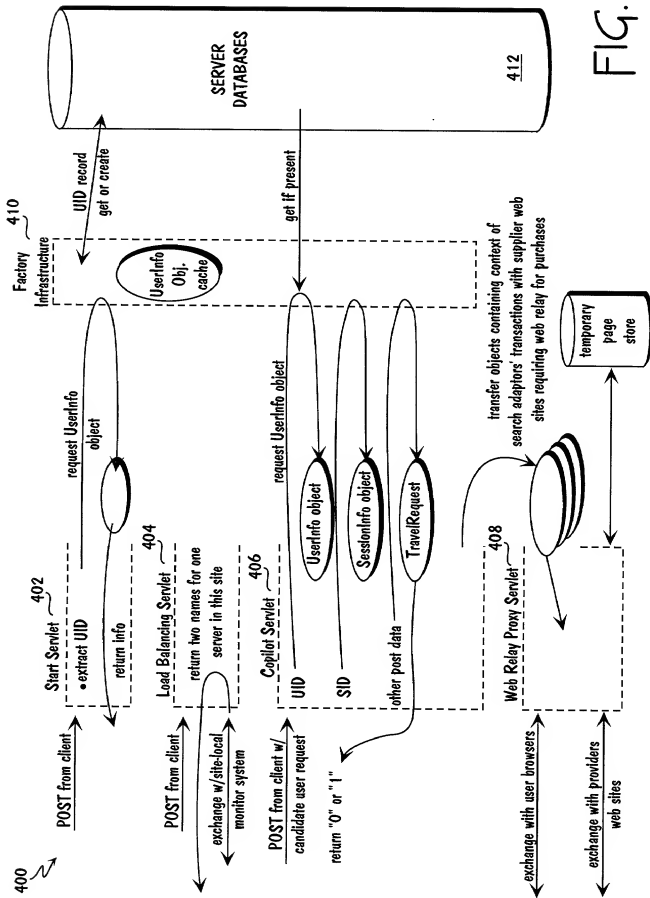 400
POST from client
Start Servlet
402
• extract UID
return info
request UserInfo
object
Factory
Infrastructure
410
UserInfo
Obj.
cache
UID record
get or create
SERVER
DATABASES
412
POST from client
Load Balancing Servlet
404
return two names for one
server in this site
exchange w/site-local
monitor system
POST from client w/
candidate user request
Copilot Servlet
406
UID
request UserInfo object
get if present
UserInfo object
SID
SessionInfo object
other post data
TravelRequest
return "0" or "1"
transfer objects containing context of
search adaptors' transactions with supplier web
sites requiring web relay for purchases
Web Relay Proxy Servlet
408
exchange with user browsers
exchange with providers
web sites
temporary
page
store
FIG.